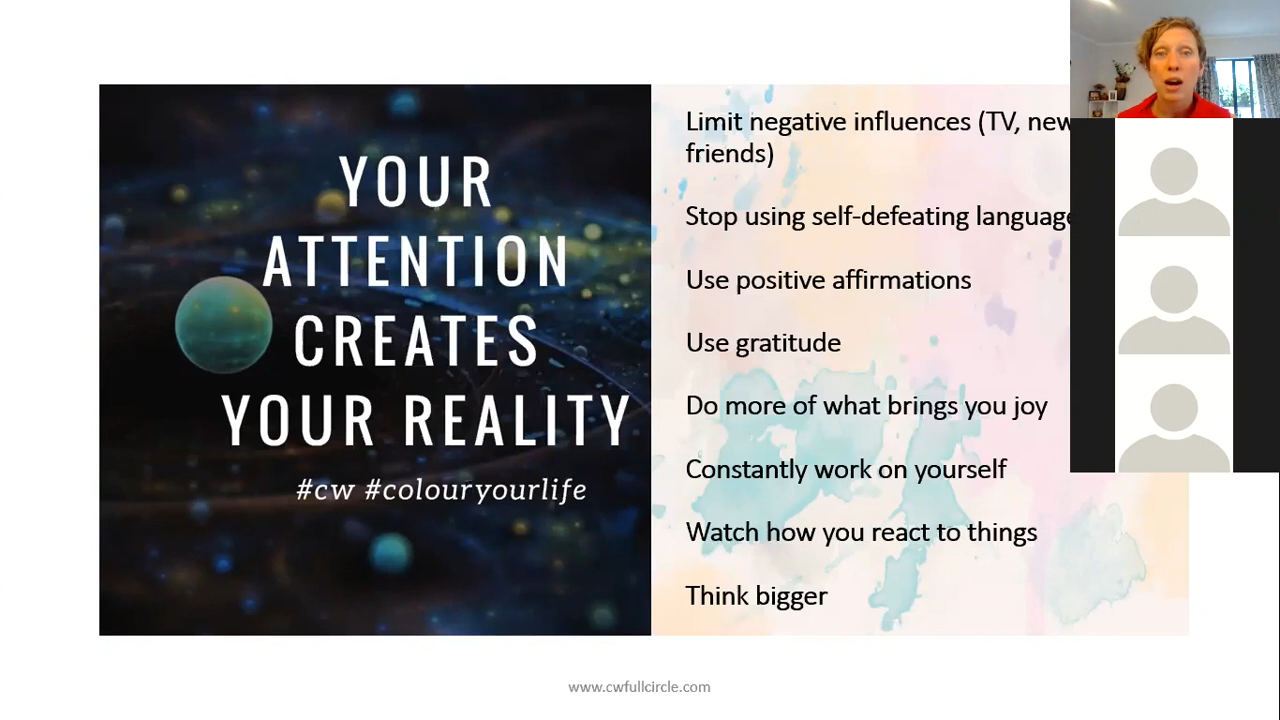 YOUR
ATTENTION
CREATES
YOUR REALITY
#cw #colouryourlife
Limit negative influences (TV,
friends)
Stop using self-defeating language
Use positive affirmations
Use gratitude
Do more of what brings you joy
Constantly work on yourself
Watch how you react to things
Think bigger
www.cwfullcircle.com